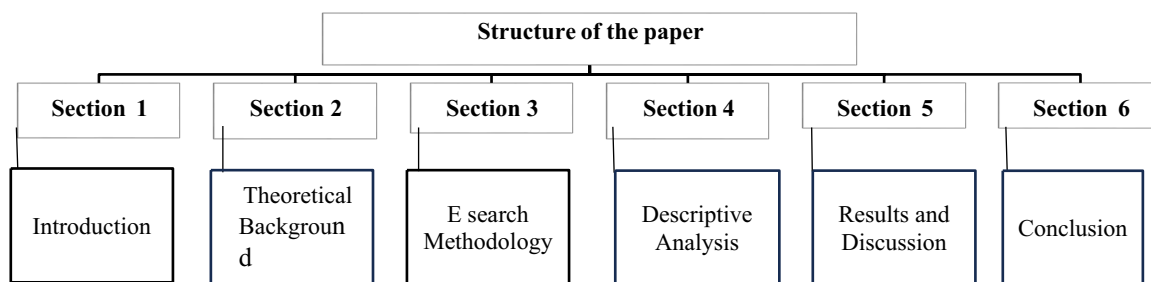 Structure of the paper
Section 1
Section 2
Section 3
Section 4
Section 5
Section 6
Introduction
Theoretical
Backgroun
d
E search
Methodology
Descriptive
Analysis
Results and
Discussion
Conclusion